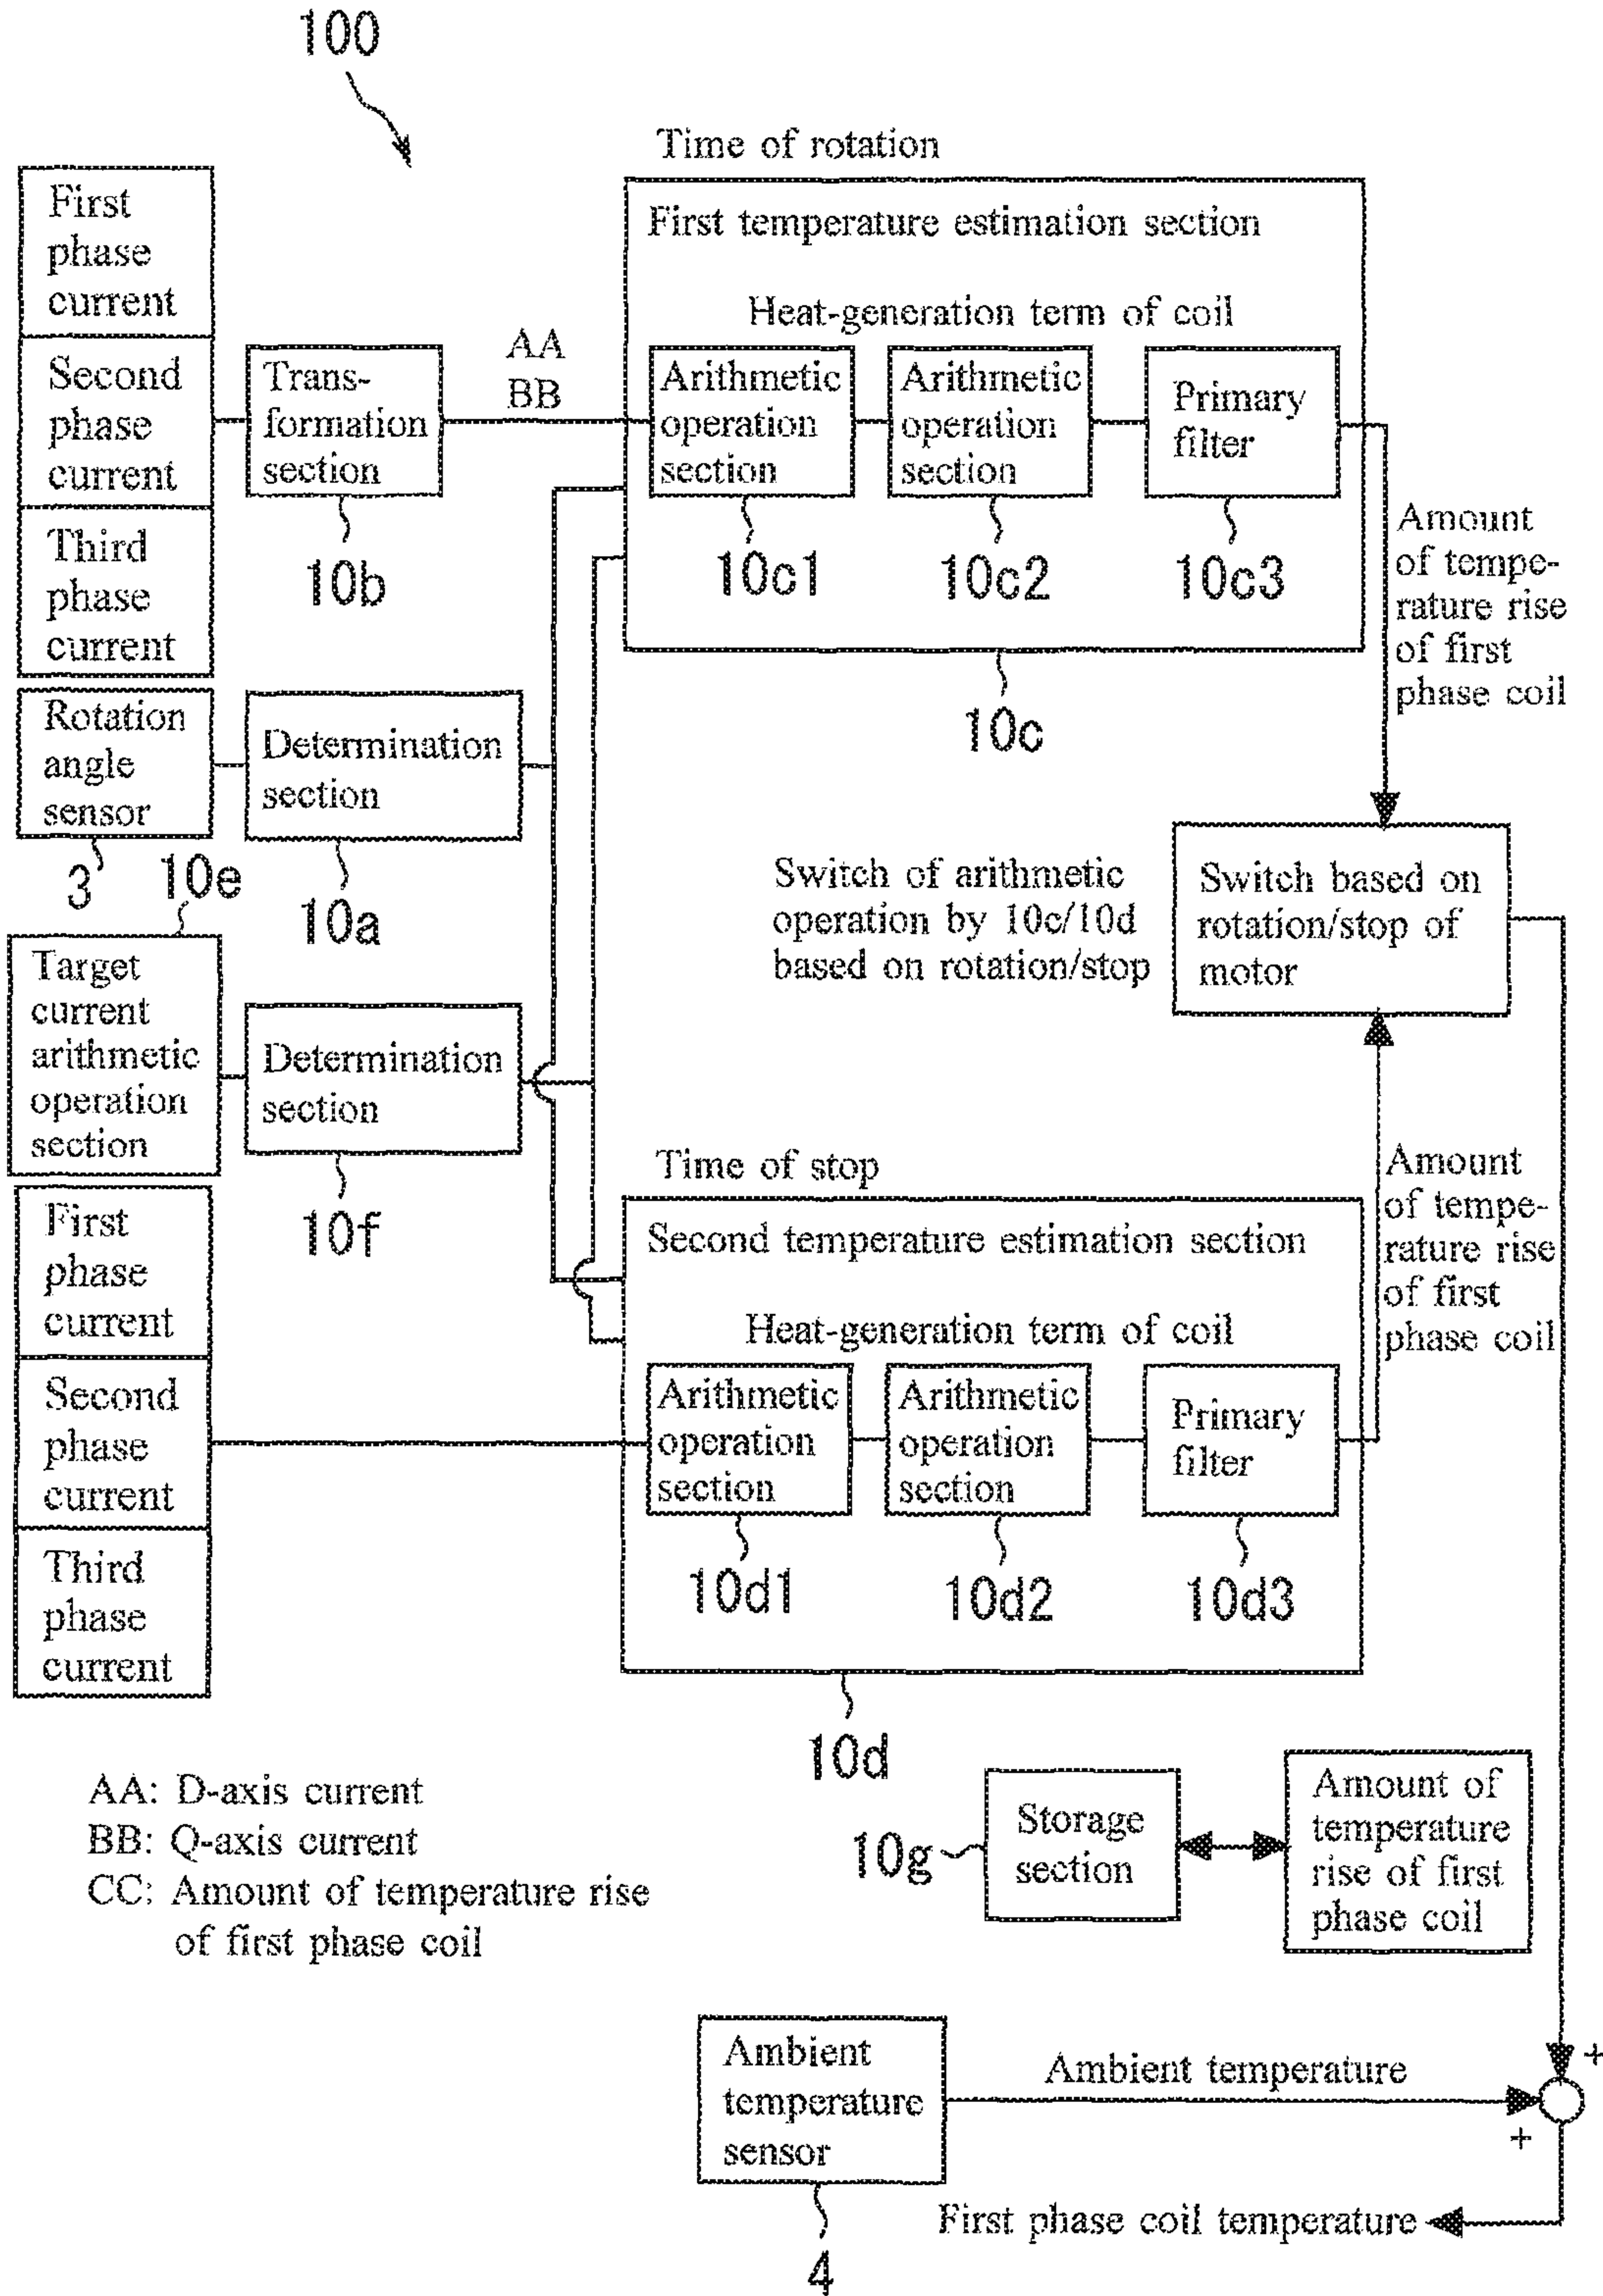 100
Time of rotation
First
phase
current
Second
phase
current
Third
phase
current
Trans-
formation
section
10b
AA
BB
First temperature estimation section
Heat-generation term of coil
Arithmetic
operation
section
10c1
Arithmetic
operation
section
10c2
Primary
filter
10c3
10c
Amount
of tempe-
rature rise
of first
phase coil
Rotation
angle
sensor
3
Determination
section
10a
10e
Target
current
arithmetic
operation
section
Determination
section
10f
Switch of arithmetic
operation by 10c/10d
based on rotation/stop
Switch based on
rotation/stop of
motor
Time of stop
First
phase
current
Second
phase
current
Third
phase
current
Second temperature estimation section
Heat-generation term of coil
Arithmetic
operation
section
10d1
Arithmetic
operation
section
10d2
Primary
filter
10d3
10d
Amount
of tempe-
rature rise
of first
phase coil
AA: D-axis current
BB: Q-axis current
CC: Amount of temperature rise
of first phase coil
10g
Storage
section
Amount of
temperature
rise of first
phase coil
Ambient
temperature
sensor
4
Ambient temperature
+
+
First phase coil temperature